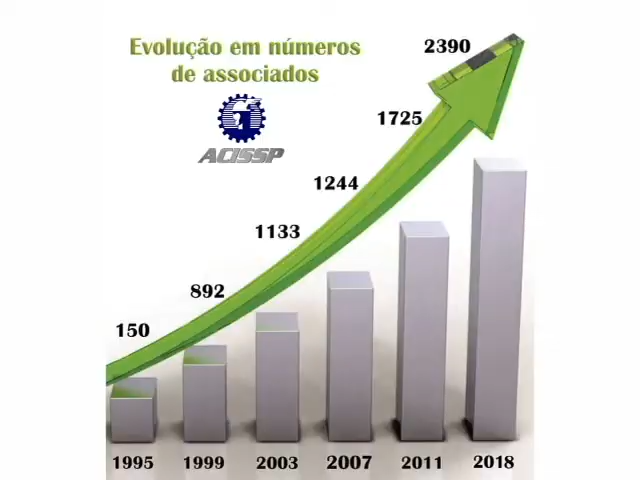 Evolução em números
de associados
ACISSP
2390
1725
1244
1133
892
150
1995 1999 2003 2007 2011 2018